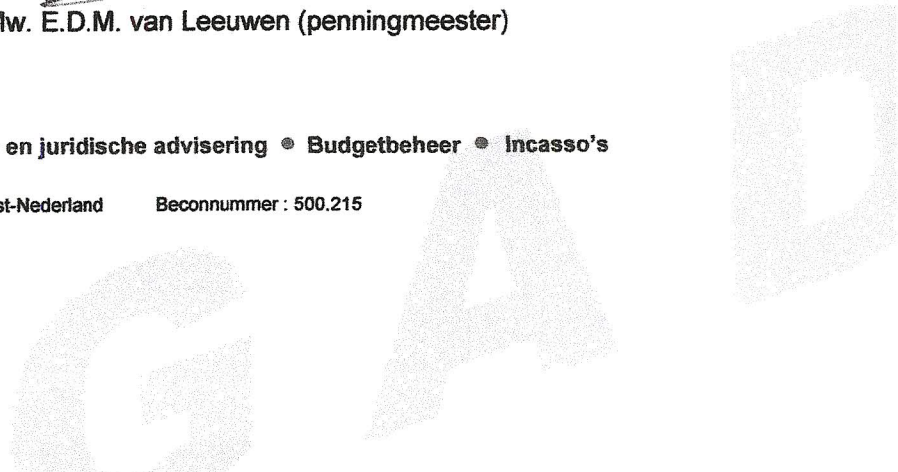 lw. E.D.M. van Leeuwen (penningmeester)
en juridische advisering • Budgetbeheer • Incasso's
st-Nederland Beconnummer : 500.215
G A D